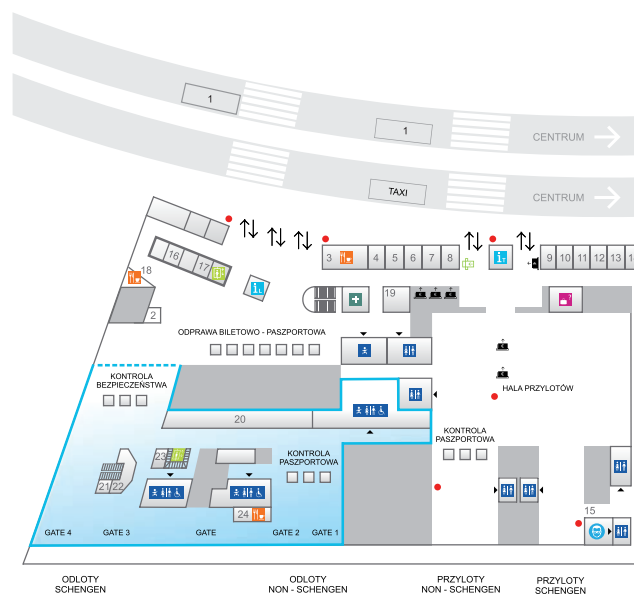 1
1
CENTRUM
TAXI
CENTRUM
3
4
5
6
7
8
9
10
11
12
13
16
17
18
2
19
ODPRAWA BILETOWO - PASZPORTOWA
KONTROLA
BEZPIECZEŃSTWA
HALA PRZYLOTÓW
20
KONTROLA
PASZPORTOWA
KONTROLA
PASZPORTOWA
23
21
22
24
15
GATE 4
GATE 3
GATE
GATE 2
GATE 1
ODLOTY
SCHENGEN
ODLOTY
NON - SCHENGEN
PRZYLOTY
NON - SCHENGEN
PRZYLOTY
SCHENGEN